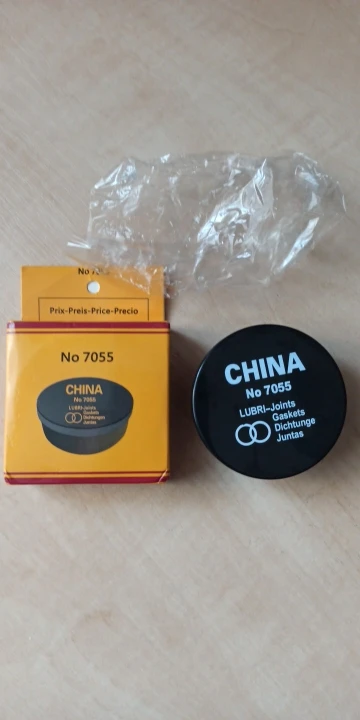 No 7055
Prix-Preis-Price-Precio
No 7055
CHINA
No 7055
LUBRI-Joints
Gaskets
Dichtungen
Juntas
CHINA
No 7055
LUBRI-Joints
Gaskets
Dichtunge
Juntas